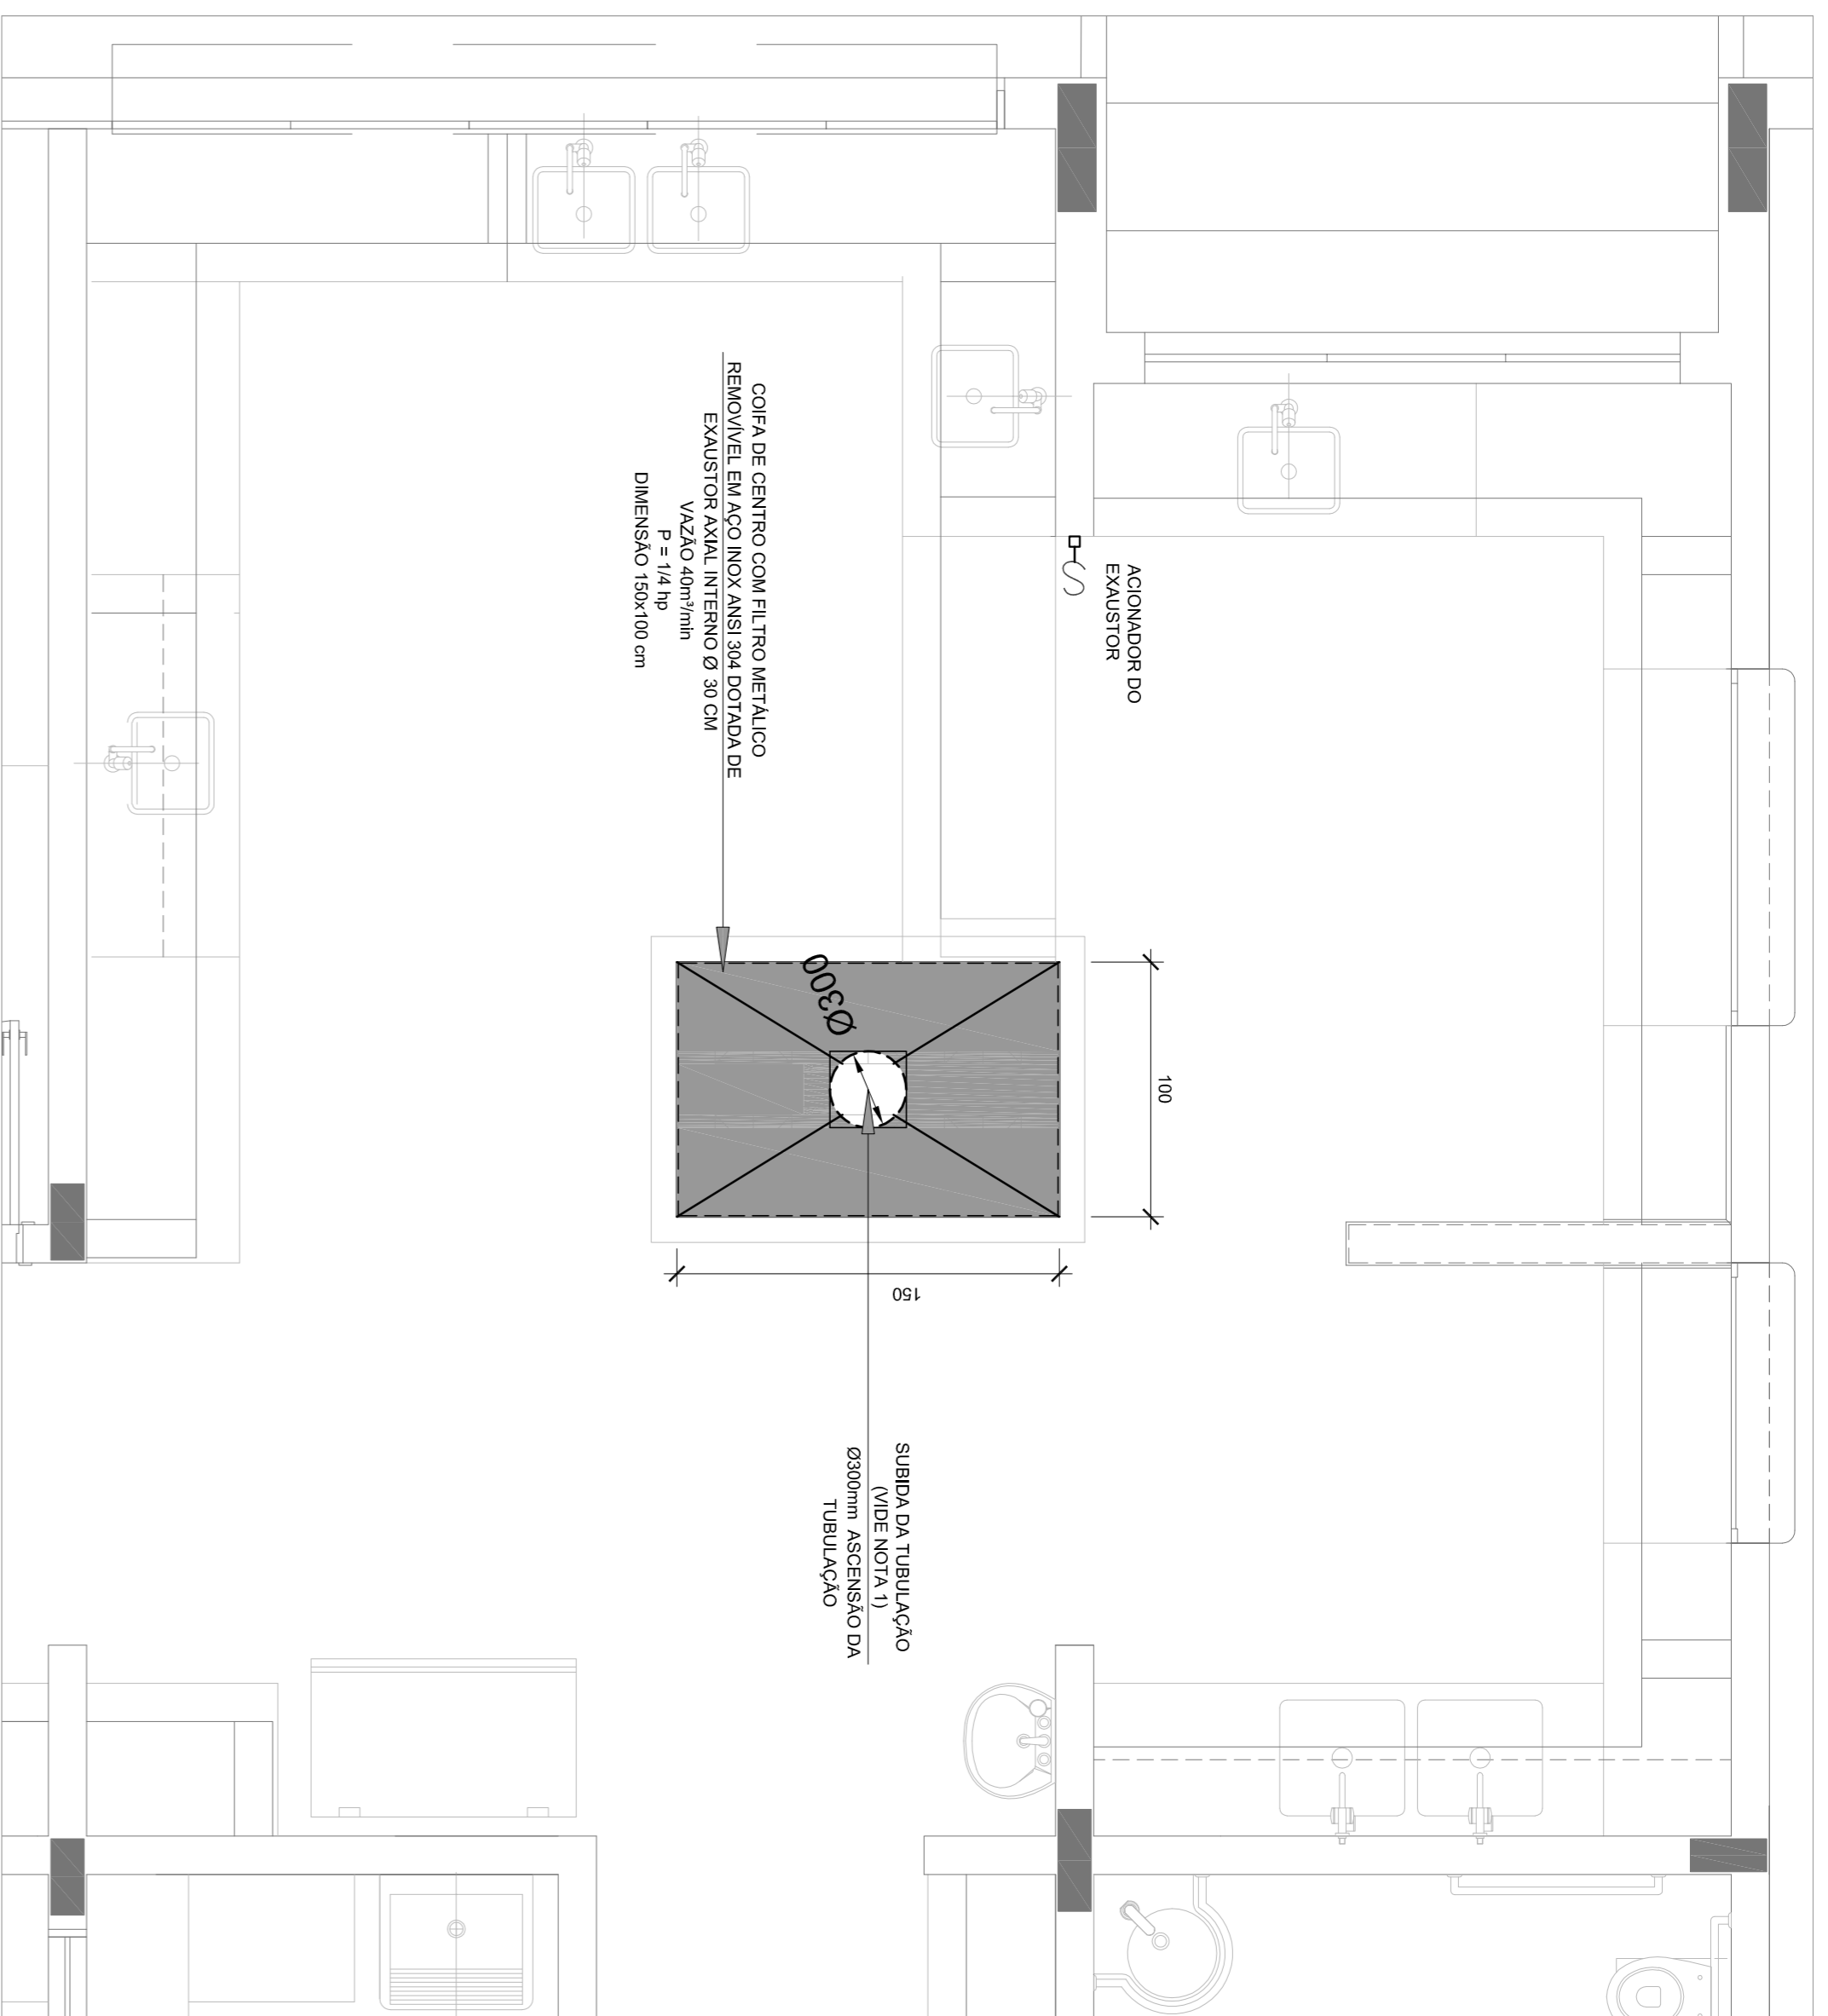 COIFA DE CENTRO COM FILTRO METÁLICO
REMOVÍVEL EM AÇO INOX ANSI 304 DOTADA DE
EXAUSTOR AXIAL INTERNO Ø 30 CM
VAZÃO 40m³/min
P = 1/4 hp
DIMENSÃO 150x100 cm
ACIONADOR DO
EXAUSTOR
S
Ø300
100
150
SUBIDA DA TUBULAÇÃO
(VIDE NOTA 1)
Ø300mm ASCENSÃO DA
TUBULAÇÃO